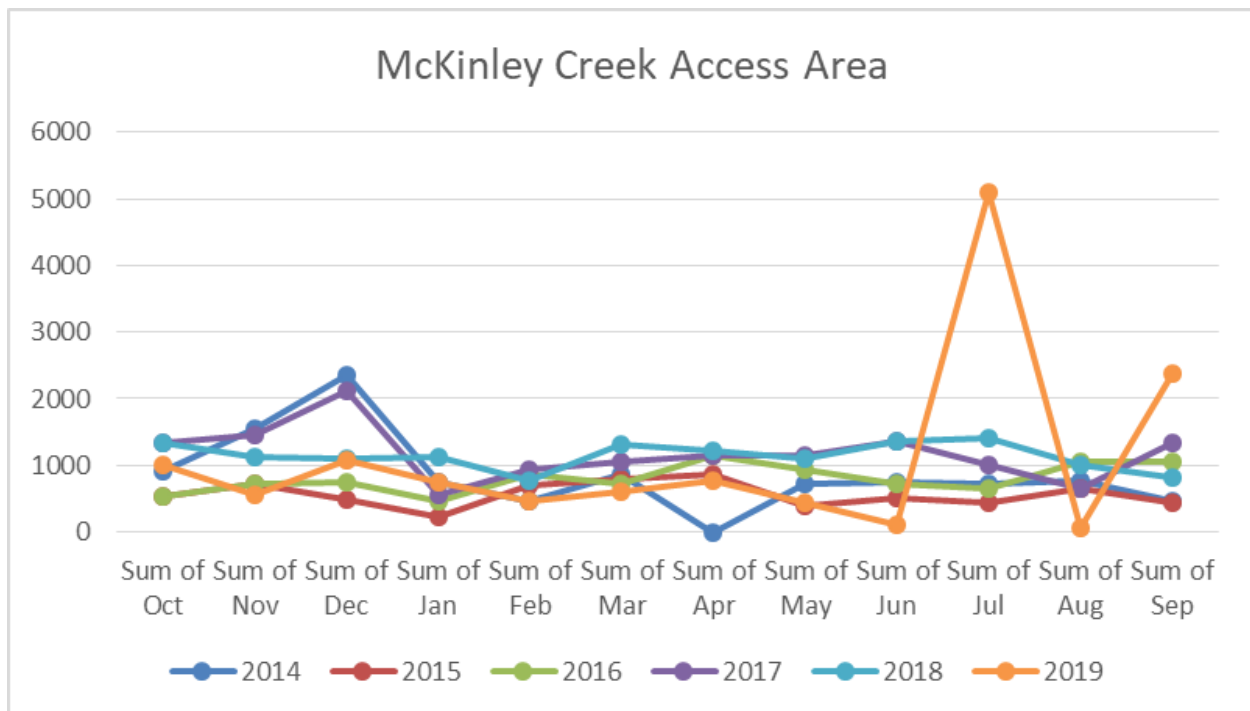 McKinley Creek Access Area
6000
5000
4000
3000
2000
1000
0
Sum of Sum of Sum of Sum of Sum of Sum of Sum of Sum of Sum of Sum of Sum of Sum of
Oct Nov Dec Jan Feb Mar Apr May Jun Jul Aug Sep
2014 2015 2016 2017 2018 2019